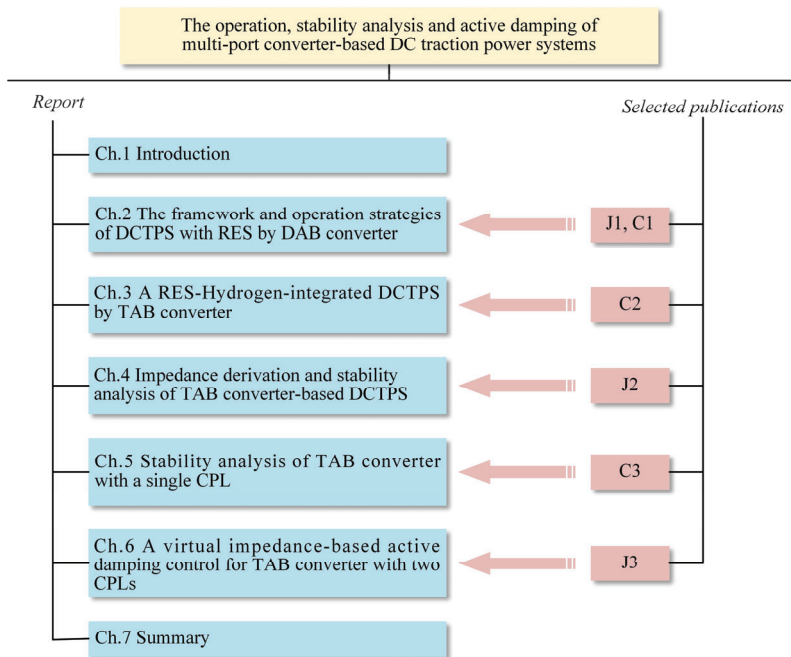 The operation, stability analysis and active damping of
multi-port converter-based DC traction power systems
Report
Selected publications
Ch.1 Introduction
Ch.2 The framework and operation strategies
of DCTPS with RES by DAB converter
J1, C1
Ch.3 A RES-Hydrogen-integrated DCTPS
by TAB converter
C2
Ch.4 Impedance derivation and stability
analysis of TAB converter-based DCTPS
J2
Ch.5 Stability analysis of TAB converter
with a single CPL
C3
Ch.6 A virtual impedance-based active
damping control for TAB converter with two
CPLs
J3
Ch.7 Summary